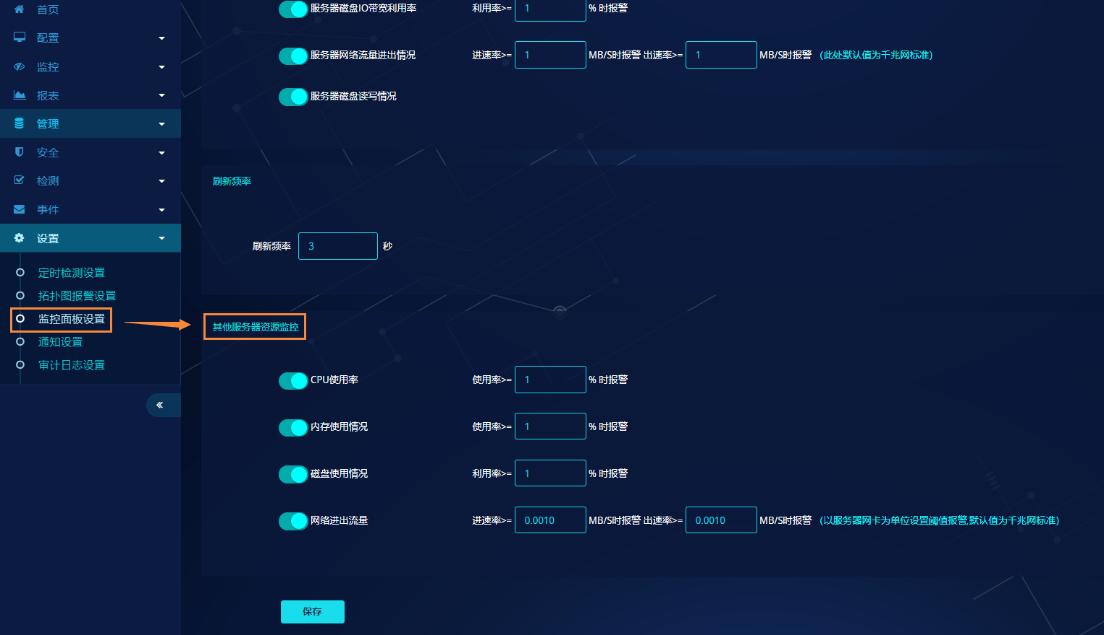 首页
配置
监控
报表
管理
安全
检测
事件
设置
定时检测设置
拓扑图报警设置
监控面板设置
通知设置
审计日志设置
服务器磁盘IO带宽利用率 利用率>= 1 % 时报警
服务器网络流量进出情况 进速率>= 1 MB/S时报警 出速率>= 1 MB/S时报警 (此处默认值为千兆网标准)
服务器磁盘读写情况
刷新频率
刷新频率 3 秒
其他服务器资源监控
CPU使用率 使用率>= 1 % 时报警
内存使用情况 使用率>= 1 % 时报警
磁盘使用情况 利用率>= 1 % 时报警
网络进出流量 进速率>= 0.0010 MB/S时报警 出速率>= 0.0010 MB/S时报警 (以服务器网卡为单位设置阈值报警,默认值为千兆网标准)
保存